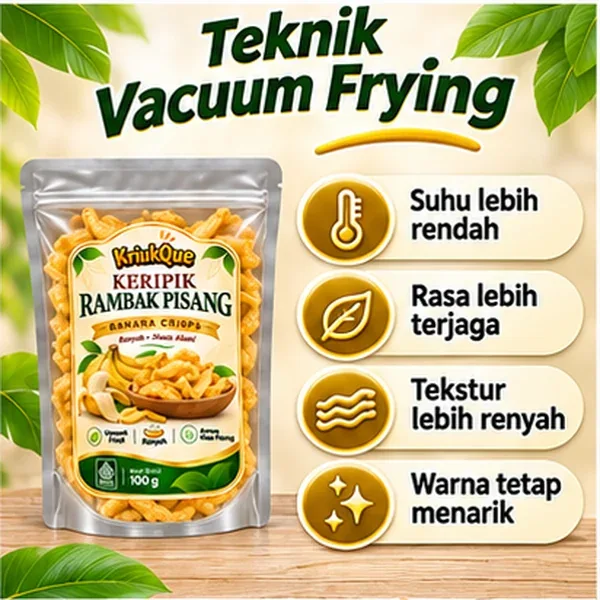 Teknik
Vacuum Frying
Suhu lebih
rendah
Rasa lebih
terjaga
Tekstur
lebih renyah
Warna tetap
menarik
KriukQue
KERIPIK
RAMBAK PISANG
100 g